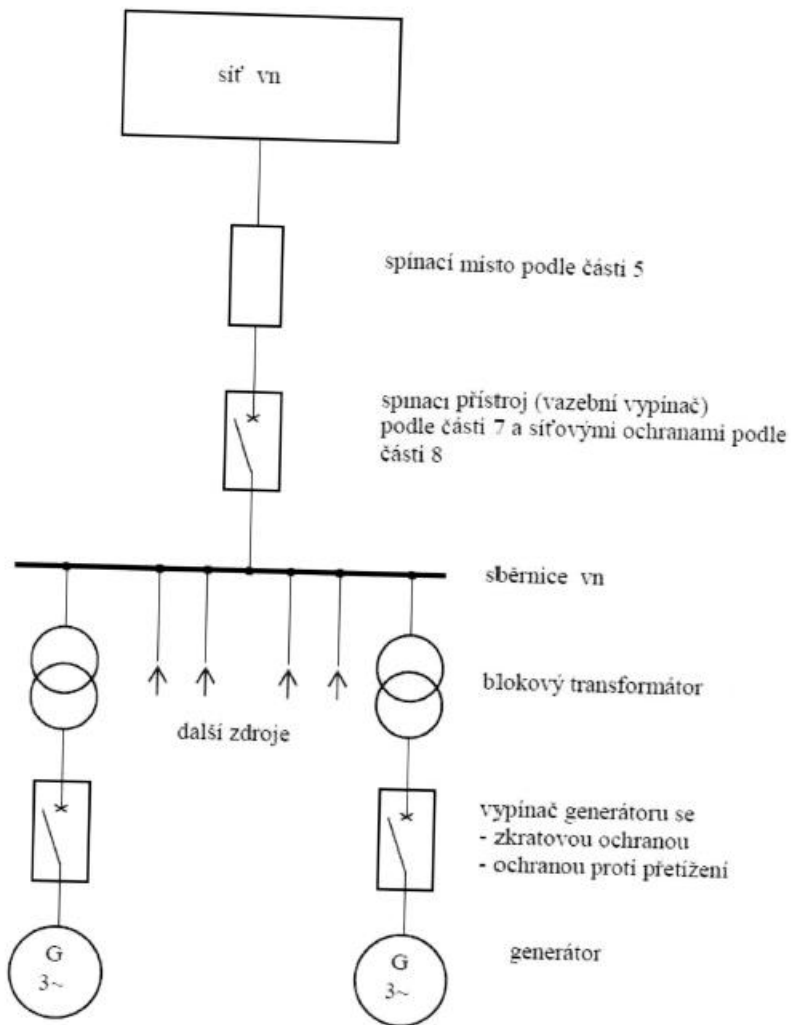 síť vn
spínací místo podle části 5
spínací přístroj (vazební vypínač)
podle části 7 a síťovými ochranami podle
části 8
sběrnice vn
blokový transformátor
další zdroje
vypínač generátoru se
- zkratovou ochranou
- ochranou proti přetížení
G
3~
G
3~
generátor